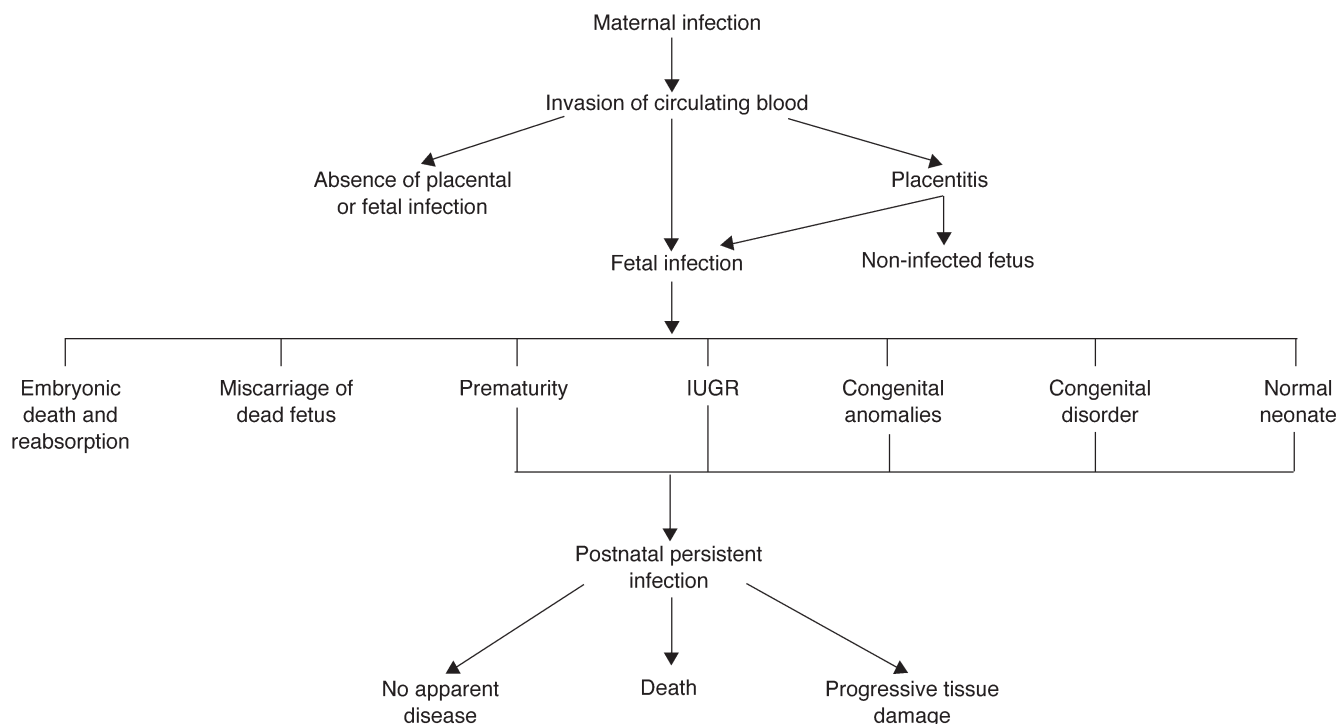 Maternal infection
Invasion of circulating blood
Absence of placental
or fetal infection
Placentitis
Fetal infection
Non-infected fetus
Embryonic
death and
reabsorption
Miscarriage of
dead fetus
Prematurity
IUGR
Congenital
anomalies
Congenital
disorder
Normal
neonate
Postnatal persistent
infection
No apparent
disease
Death
Progressive tissue
damage